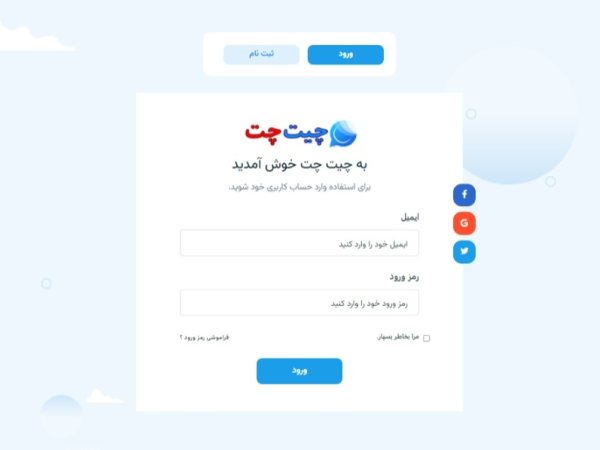 ورود
ثبت نام
چیت چت
به چیت چت خوش آمدید
برای استفاده وارد حساب کاربری خود شوید.
ایمیل
ایمیل خود را وارد کنید
رمز ورود
رمز ورود خود را وارد کنید
مرا بخاطر بسپار.
فراموشی رمز ورود ؟
ورود